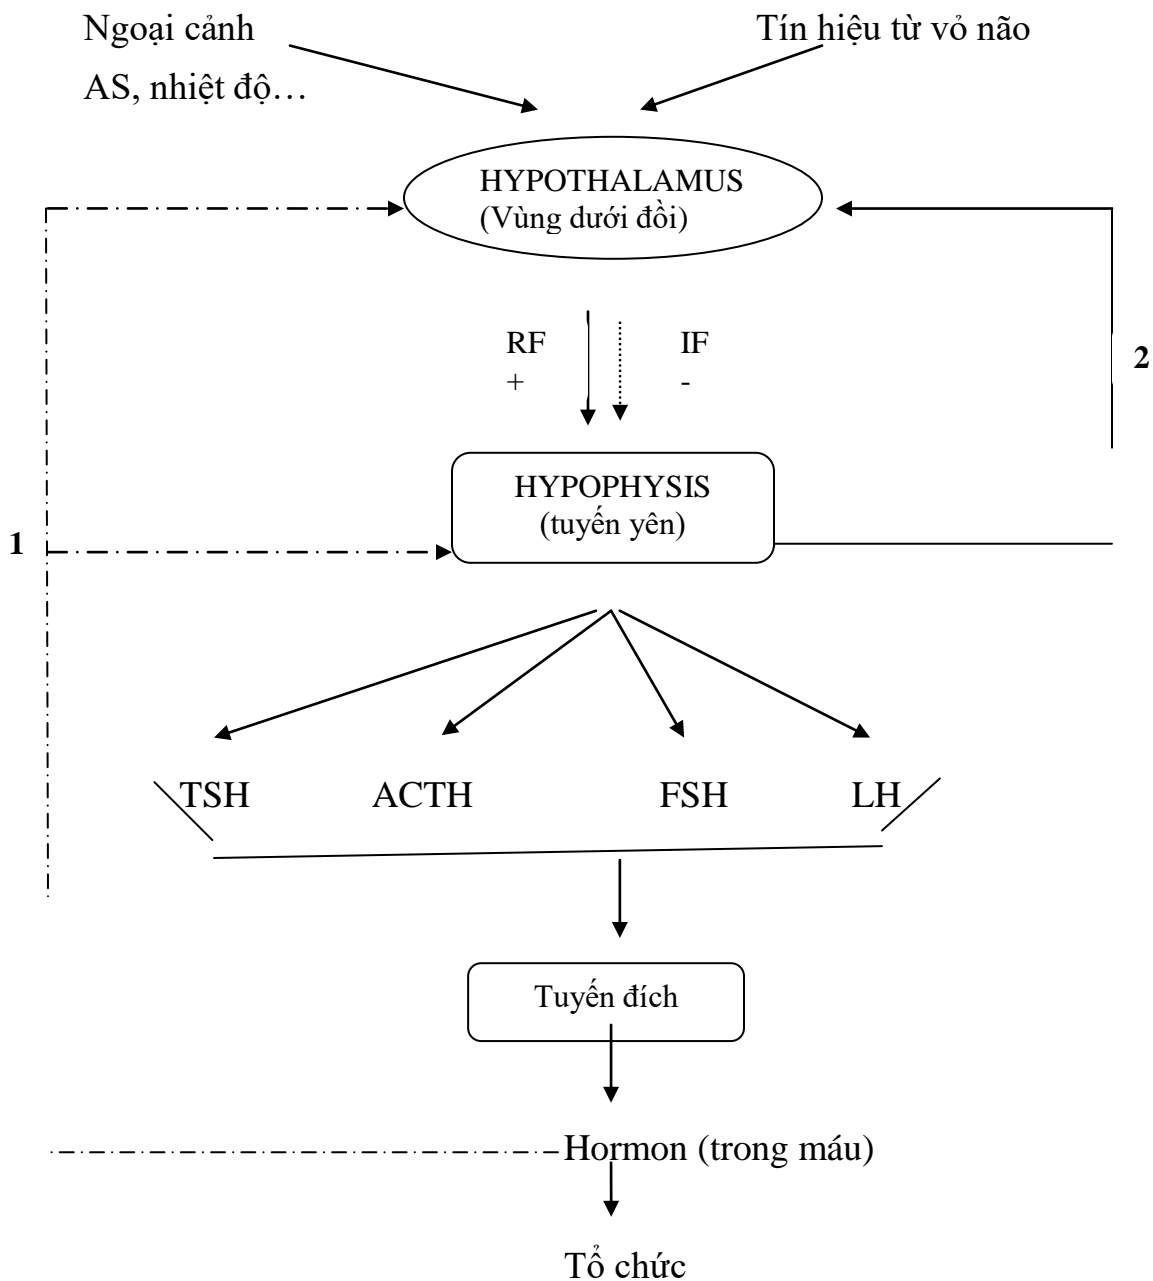 Ngoại cảnh
Tín hiệu từ vỏ não
AS, nhiệt độ…
HYPOTHALAMUS
(Vùng dưới đồi)
RF
IF
+
-
2
HYPOPHYSIS
(tuyến yên)
1
TSH
ACTH
FSH
LH
Tuyến đích
Hormon (trong máu)
Tổ chức